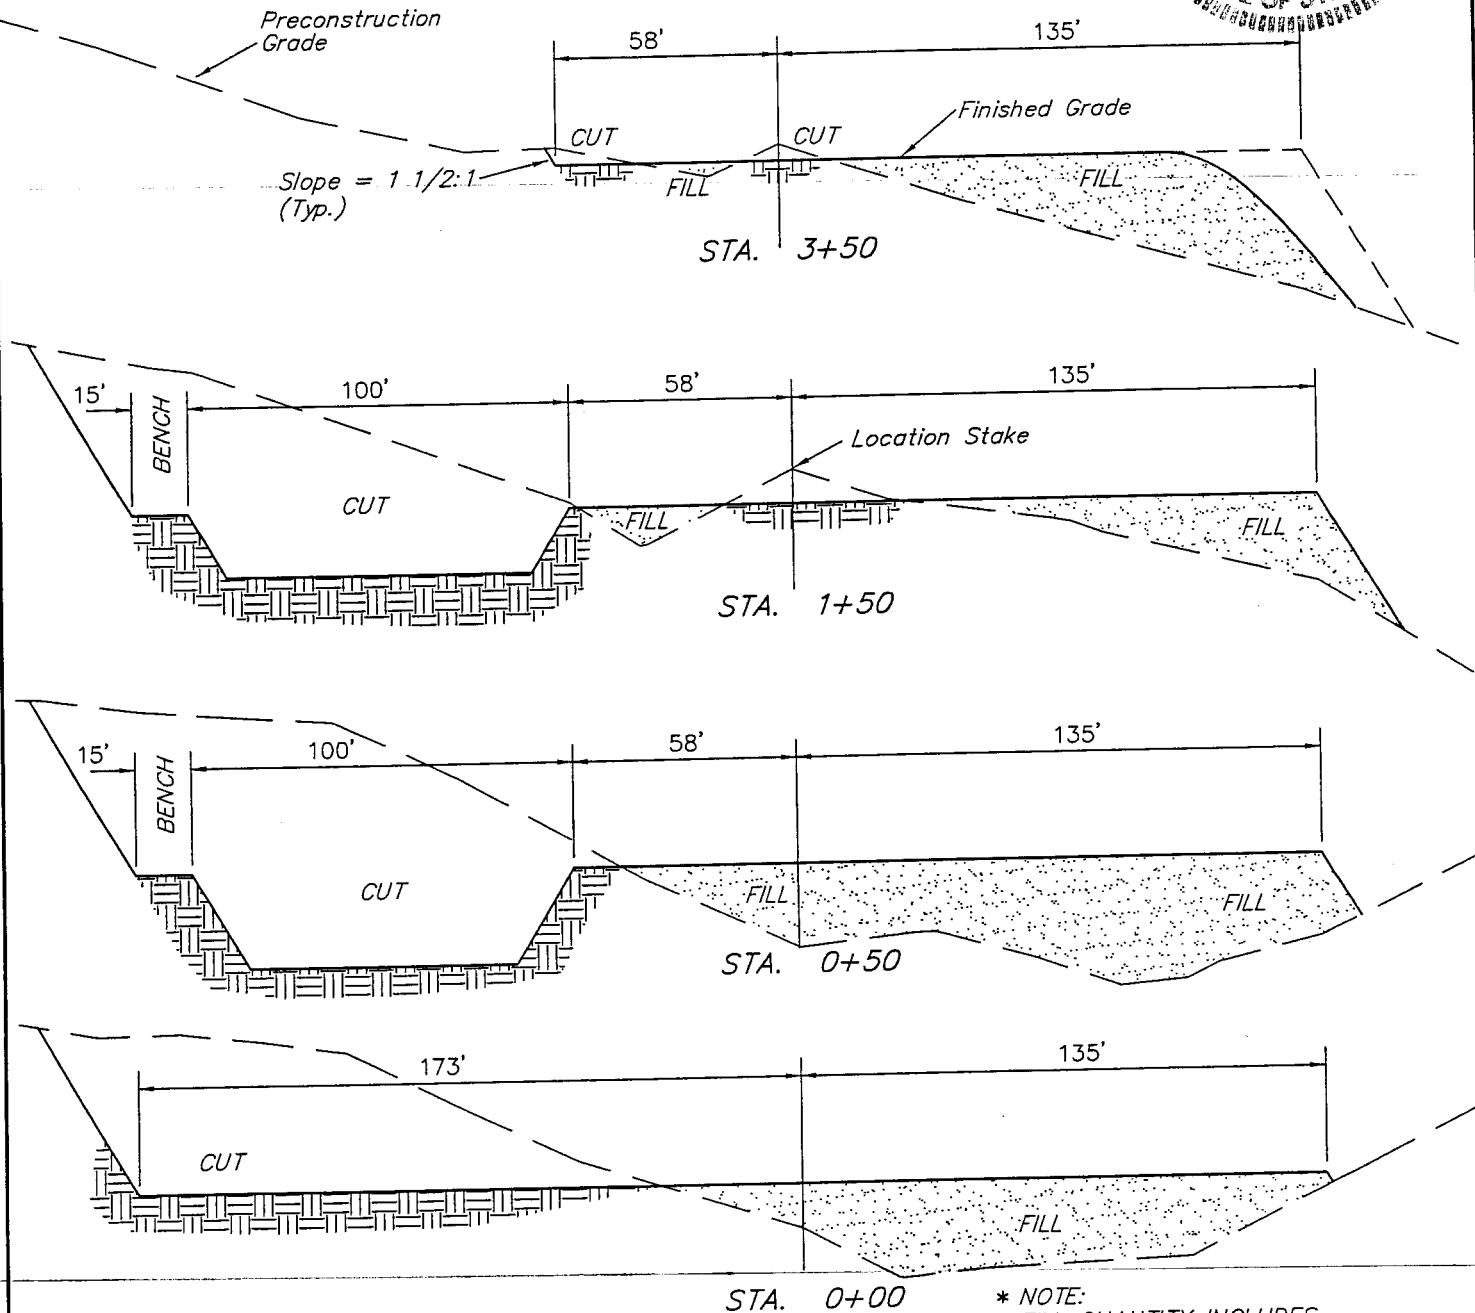 Preconstruction
Grade
58'
135'
CUT
CUT
Finished Grade
Slope = 1 1/2:1
(Typ.)
FILL
FILL
STA. 3+50
15'
BENCH
100'
58'
135'
Location Stake
CUT
FILL
FILL
STA. 1+50
15'
BENCH
100'
58'
135'
CUT
FILL
FILL
STA. 0+50
173'
135'
CUT
FILL
STA. 0+00
* NOTE: